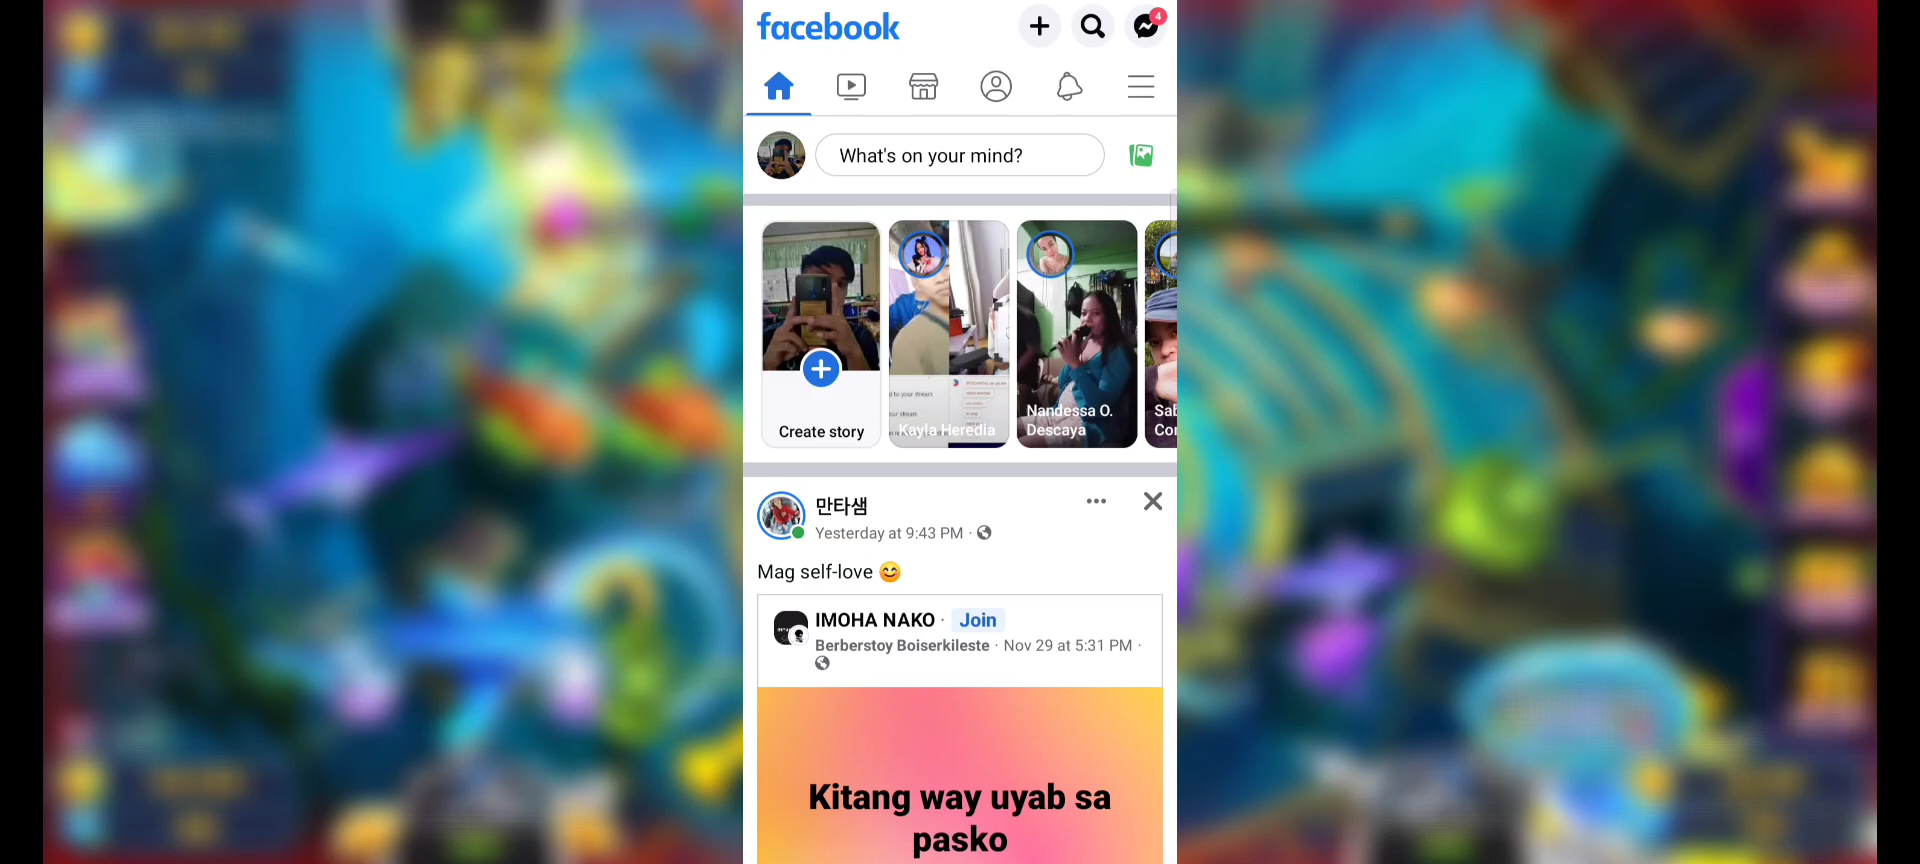 facebook
4
What's on your mind?
Create story
Kayla Heredia
Nandessa O.
Descaya
만타샘
Yesterday at 9:43 PM ·
Mag self-love 😊
IMOHA NAKO · Join
Berberstoy Boiserkileste · Nov 29 at 5:31 PM ·
Kitang way uyab sa
pasko